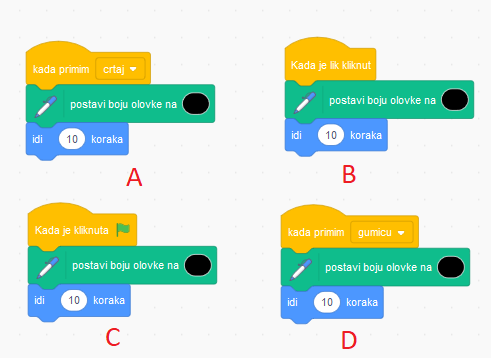 kada primim crtaj
postavi boju olovke na
idi 10 koraka
A
Kada je lik kliknut
postavi boju olovke na
idi 10 koraka
B
Kada je kliknuta
postavi boju olovke na
idi 10 koraka
C
kada primim gumicu
postavi boju olovke na
idi 10 koraka
D